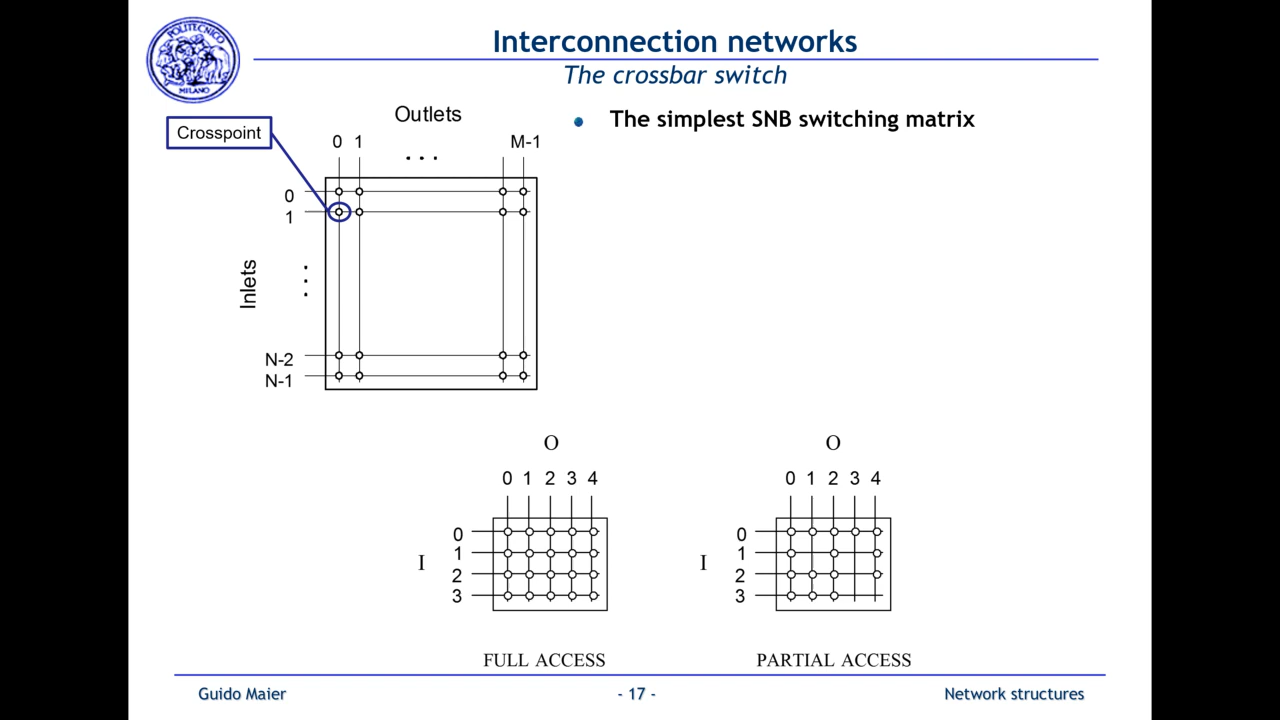 POLITECNICO
MILANO
Interconnection networks
The crossbar switch
Crosspoint
Outlets
0 1 . . . M-1
0
1
Inlets
. . .
N-2
N-1
• The simplest SNB switching matrix
O
0 1 2 3 4
I
0
1
2
3
FULL ACCESS
O
0 1 2 3 4
I
0
1
2
3
PARTIAL ACCESS
Guido Maier
- 17 -
Network structures